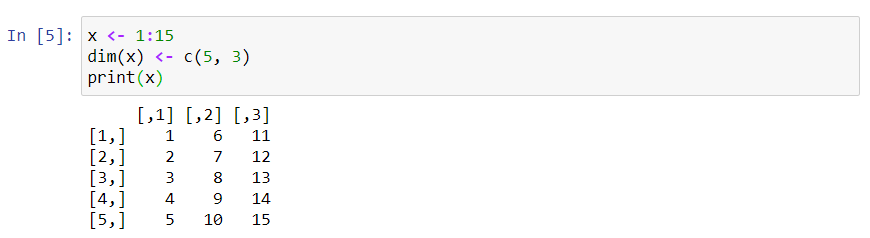 In [5]: x <- 1:15
dim(x) <- c(5, 3)
print(x)
     [,1] [,2] [,3]
[1,]    1    6   11
[2,]    2    7   12
[3,]    3    8   13
[4,]    4    9   14
[5,]    5   10   15